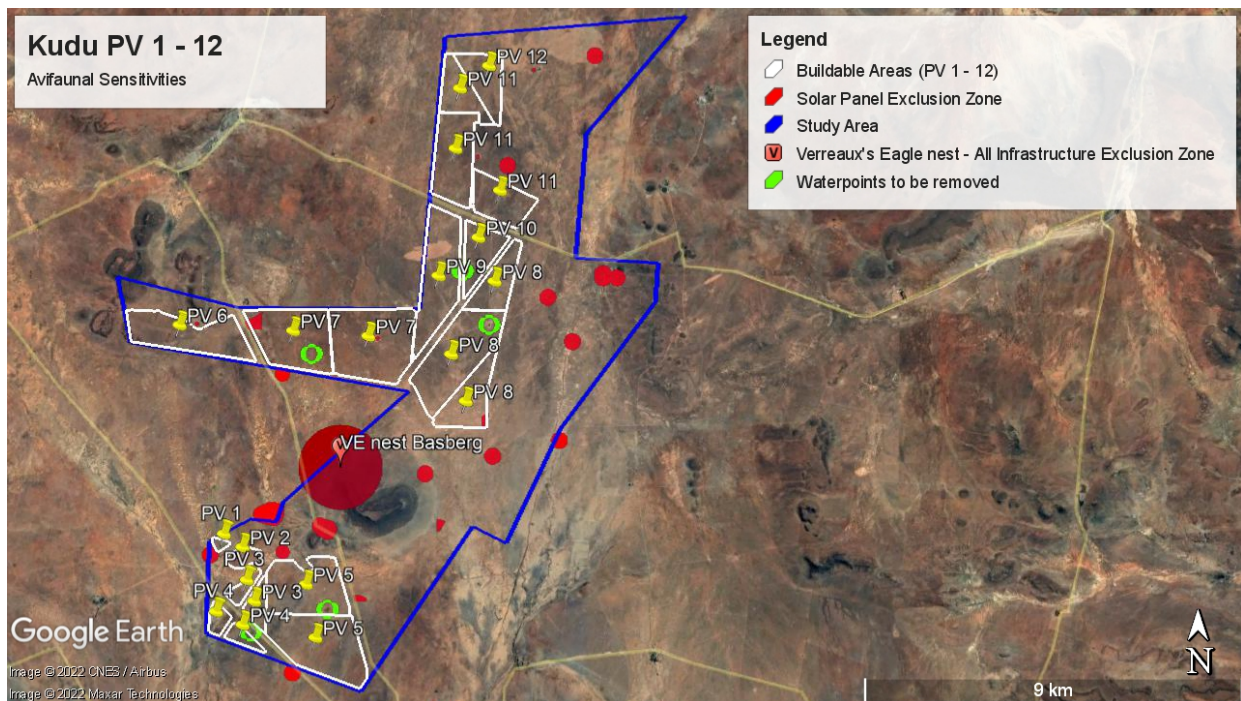 Kudu PV 1 - 12
Avifaunal Sensitivities
Legend
Buildable Areas (PV 1 - 12)
Solar Panel Exclusion Zone
Study Area
V Verreaux's Eagle nest - All Infrastructure Exclusion Zone
Waterpoints to be removed
PV 12
PV 11
PV 11
PV 11
PV 10
PV 9
PV 8
PV 6
PV 7
PV 7
PV 8
PV 8
VE nest Basberg
PV 1
PV 2
PV 3
PV 5
PV 3
PV 4
PV 4
PV 5
Google Earth
Image © 2022 CNES / Airbus
Image © 2022 Maxar Technologies
N
9 km